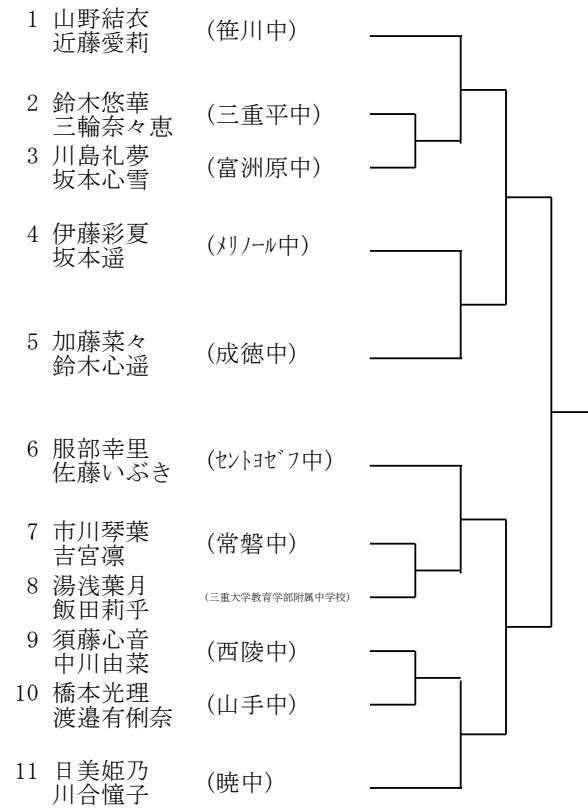 1 山野結衣 (笹川中)
近藤愛莉
2 鈴木悠華 (三重平中)
三輪奈々恵
3 川島礼夢 (富洲原中)
坂本心雪
4 伊藤彩夏 (ﾒﾘﾉｰﾙ中)
坂本遥
5 加藤菜々 (成徳中)
鈴木心遥
6 服部幸里 (ｾﾝﾄﾖｾﾞﾌ中)
佐藤いぶき
7 市川琴葉 (常磐中)
吉宮凛
8 湯浅葉月 (三重大学教育学部附属中学校)
飯田莉乎
9 須藤心音 (西陵中)
中川由菜
10 橋本光理 (山手中)
渡邉有俐奈
11 日美姫乃 (暁中)
川合憧子